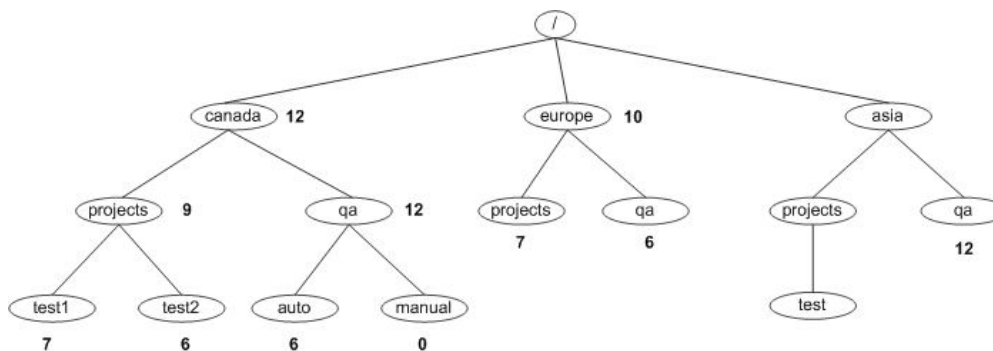 /
canada 12 europe 10 asia
projects 9 qa 12 projects qa projects qa
7 6 12
test1 test2 auto manual test
7 6 6 0